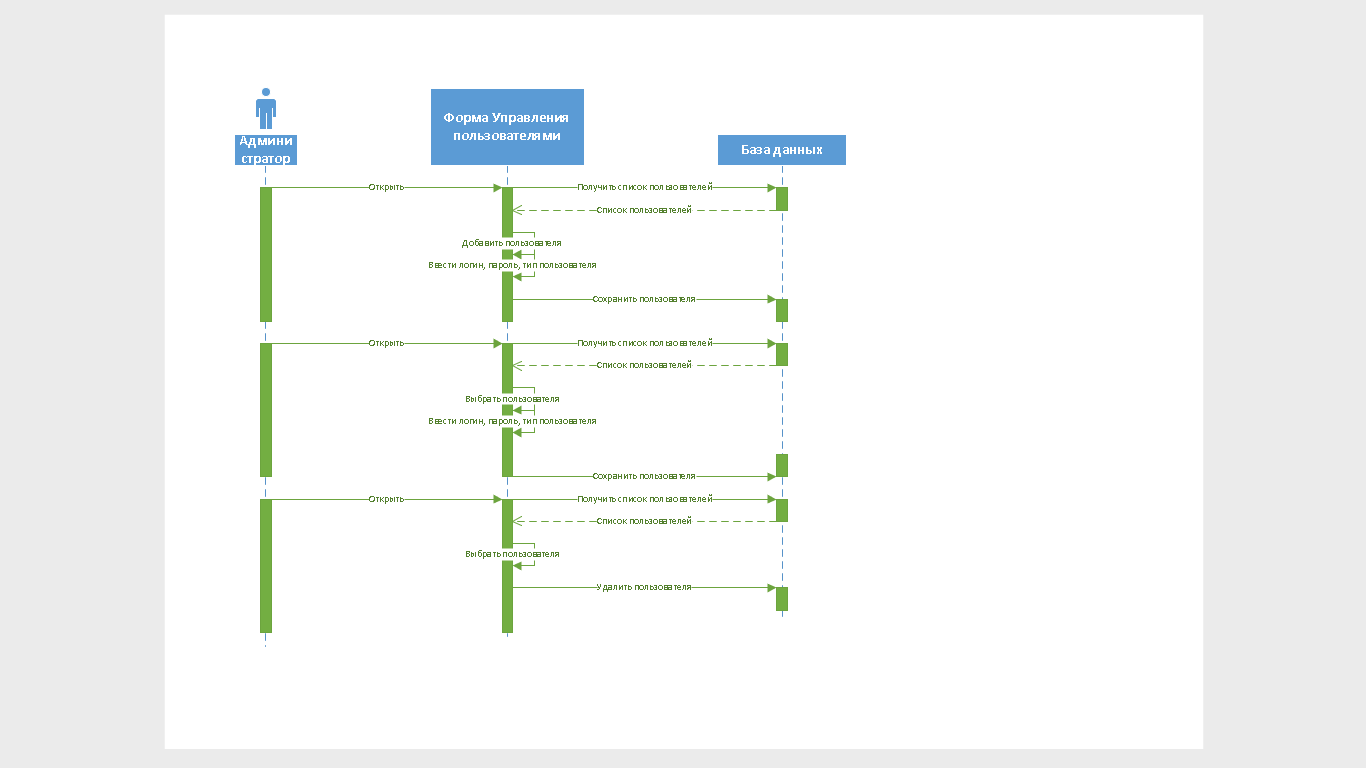 Админи
стратор
Форма Управления
пользователями
База данных
Открыть
Получить список пользователей
Список пользователей
Добавить пользователя
Ввести логин, пароль, тип пользователя
Сохранить пользователя
Открыть
Получить список пользователей
Список пользователей
Выбрать пользователя
Ввести логин, пароль, тип пользователя
Сохранить пользователя
Открыть
Получить список пользователей
Список пользователей
Выбрать пользователя
Удалить пользователя